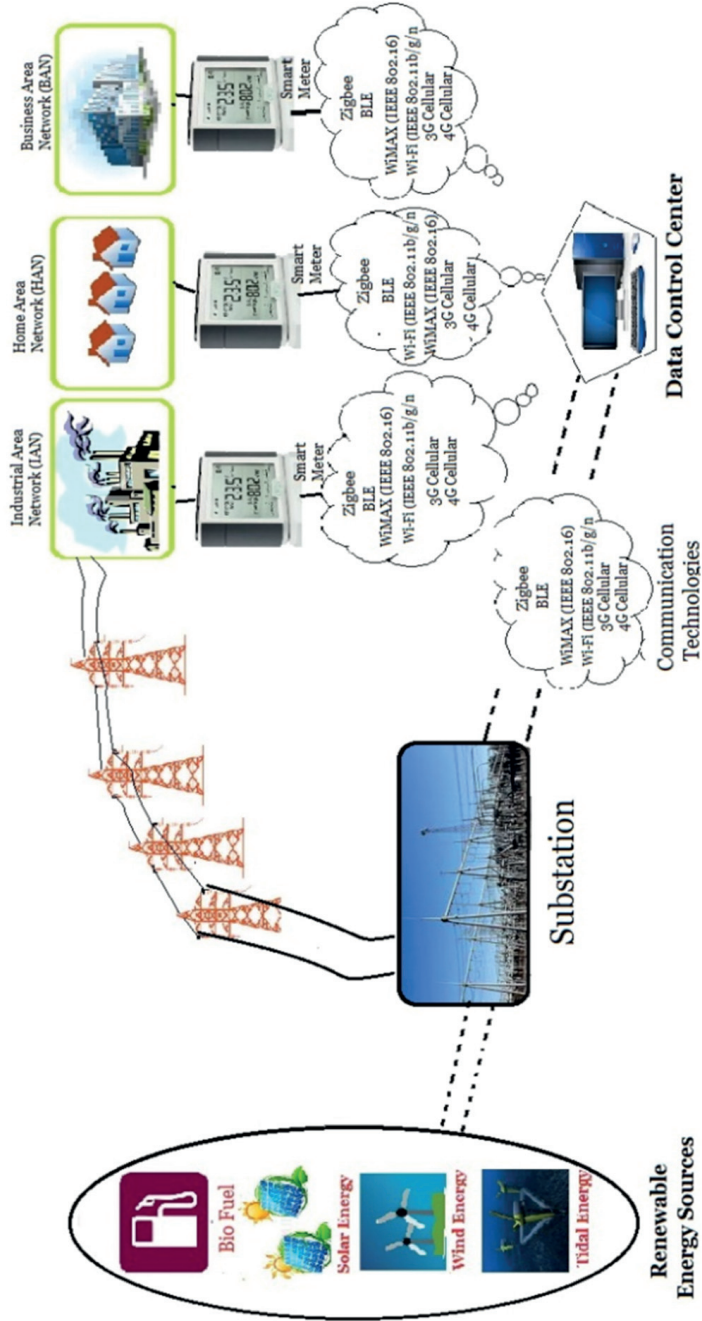 Bio Fuel
Solar Energy
Wind Energy
Tidal Energy
Renewable
Energy Sources
Substation
Industrial Area
Network (IAN)
Smart
Meter
Zigbee
BLE
WiMAX (IEEE 802.16)
Wi-Fi (IEEE 802.11b/g/n
3G Cellular
4G Cellular
Home Area
Network (HAN)
Smart
Meter
Zigbee
BLE
Wi-Fi (IEEE 802.11b/g/n
WiMAX (IEEE 802.16)
3G Cellular
4G Cellular
Business Area
Network (BAN)
Smart
Meter
Zigbee
BLE
WiMAX (IEEE 802.16)
Wi-Fi (IEEE 802.11b/g/n
3G Cellular
4G Cellular
Zigbee
BLE
WiMAX (IEEE 802.16)
Wi-Fi (IEEE 802.11b/g/n
3G Cellular
4G Cellular
Communication
Technologies
Data Control Center